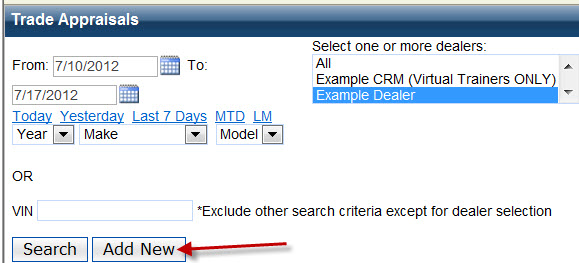 Trade Appraisals
From: 7/10/2012 To:
7/17/2012
Today Yesterday Last 7 Days MTD LM
Year Make Model
Select one or more dealers:
All
Example CRM (Virtual Trainers ONLY)
Example Dealer
OR
VIN *Exclude other search criteria except for dealer selection
Search Add New